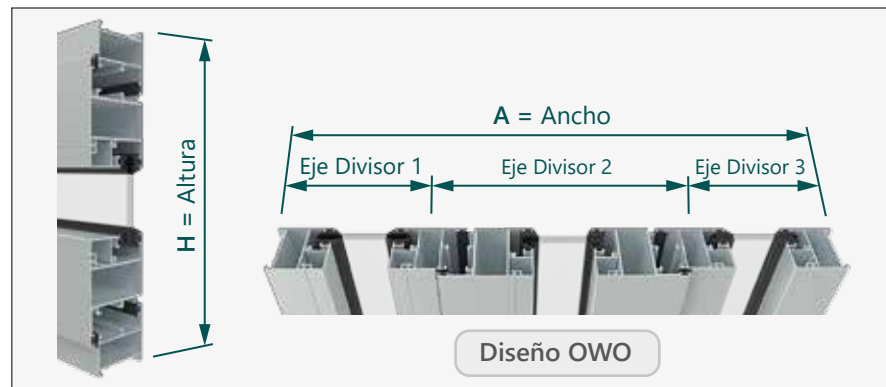 H = Altura
A = Ancho
Eje Divisor 1
Eje Divisor 2
Eje Divisor 3
Diseño OWO